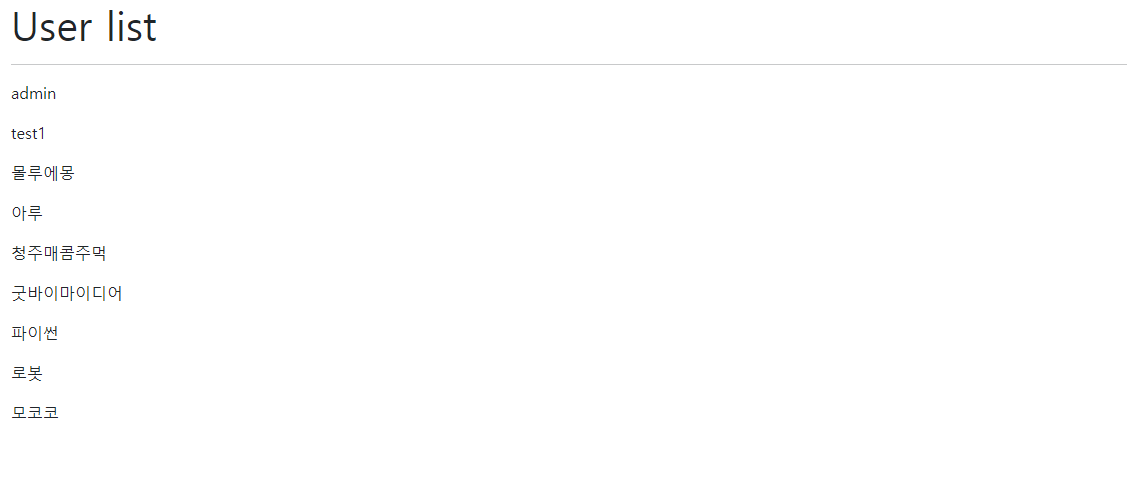 User list
admin
test1
몰루에몽
아루
청주매콤주먹
굿바이마이디어
파이썬
로봇
모코코